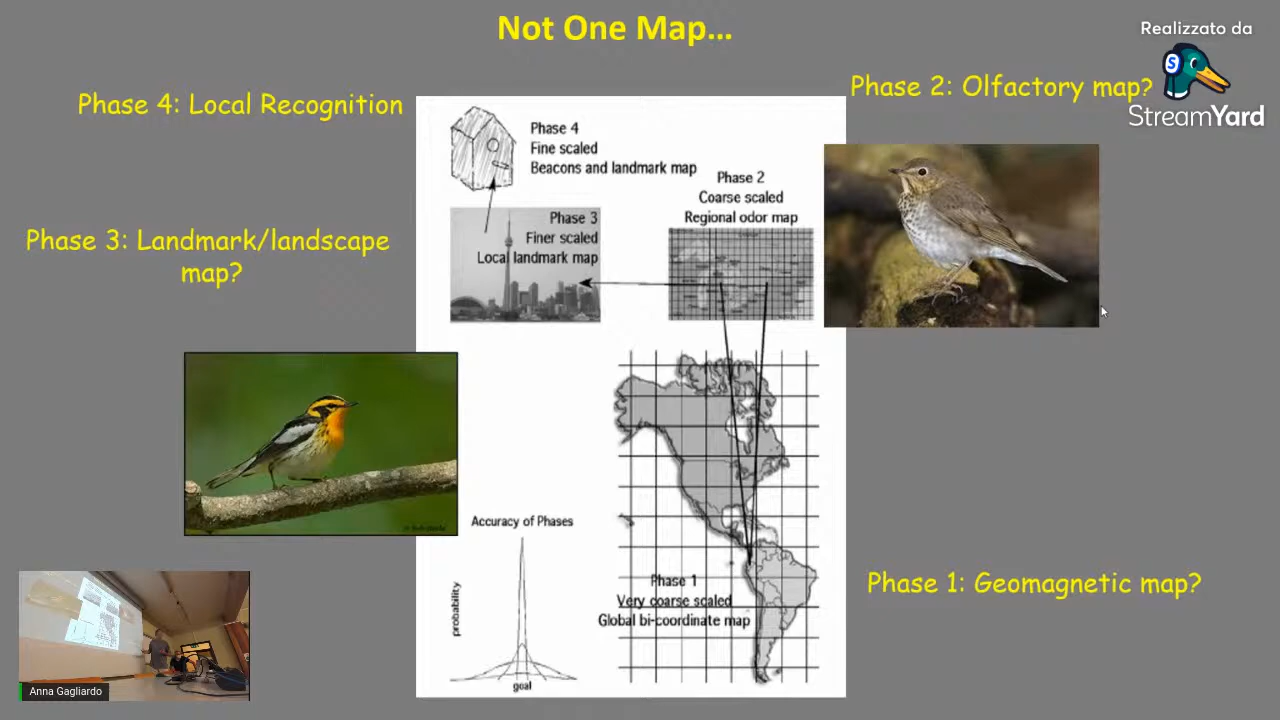 Not One Map...
Realizzato da
StreamYard
Phase 4: Local Recognition
Phase 2: Olfactory map?
Phase 4
Fine scaled
Beacons and landmark map
Phase 2
Coarse scaled
Regional odor map
Phase 3
Finer scaled
Local landmark map
Phase 3: Landmark/landscape
map?
Accuracy of Phases
probability
goal
Phase 1
Very coarse scaled
Global bi-coordinate map
Phase 1: Geomagnetic map?
Anna Gagliardo